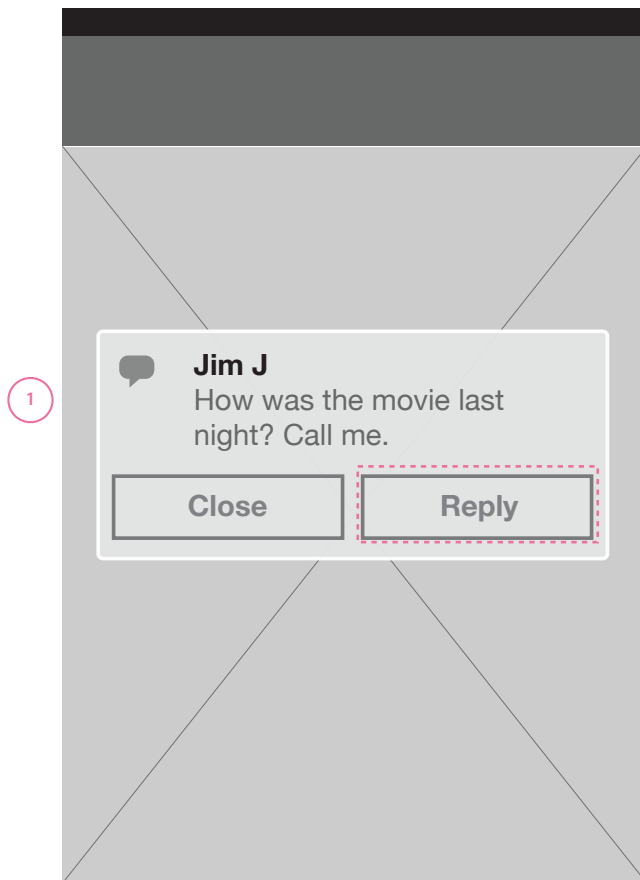 Jim J
How was the movie last
night? Call me.
1
Close
Reply